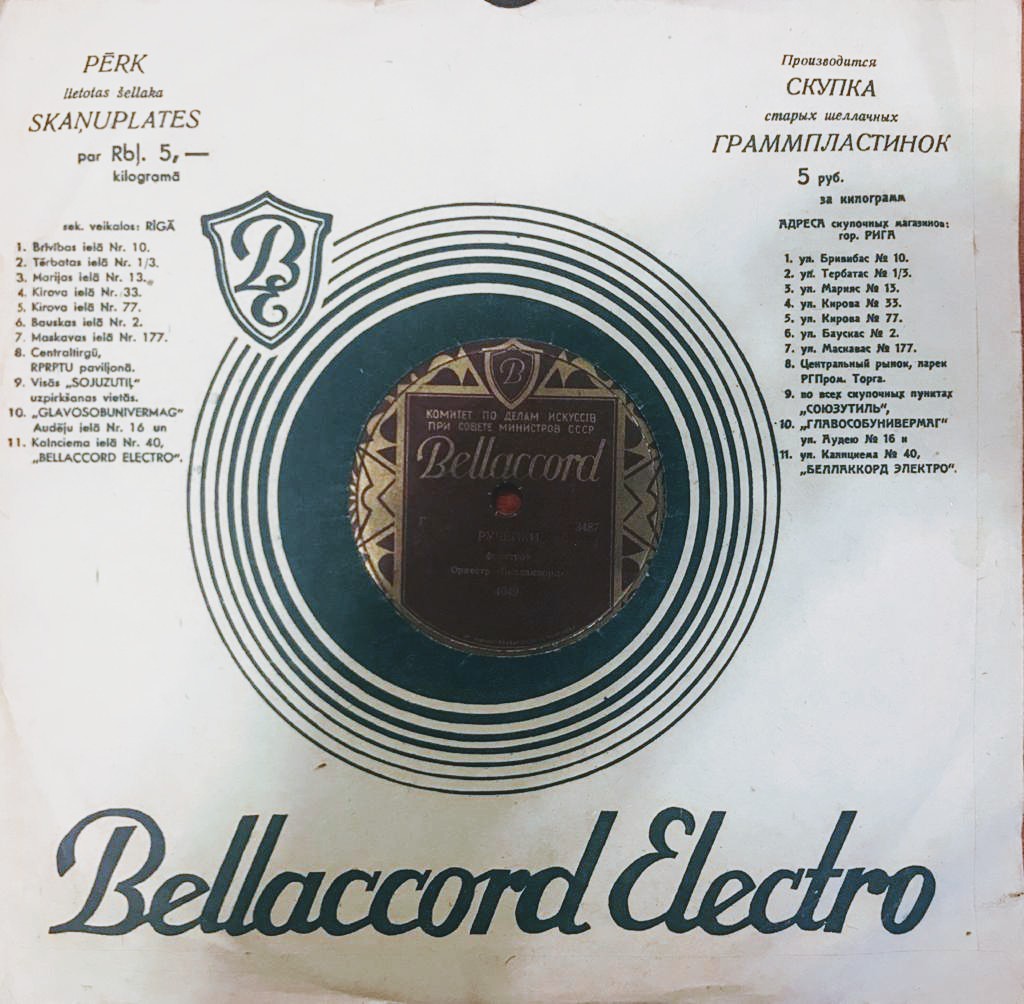 PĒRK
lietotas šellaka
SKAŅUPLATES
par Rbļ. 5,—
kilogramā
sek. veikalos: RĪGĀ
1. Brīvības ielā Nr. 10.
2. Tērbatas ielā Nr. 1/3.
3. Marijas ielā Nr. 13.
4. Kirova ielā Nr. 33.
5. Kirova ielā Nr. 77.
6. Bauskas ielā Nr. 2.
7. Maskavas ielā Nr. 177.
8. Centraltirgū,
RPRPTU paviljonā.
9. Visās „SOJUZUTIĻ"
uzpirkšanas vietās.
10. „GLAVOSOBUNIVERMAG"
Audēju ielā Nr. 16 un
11. Kalnciema ielā Nr. 40,
„BELLACCORD ELECTRO".
Производится
СКУПКА
старых шеллачных
ГРАММПЛАСТИНОК
5 руб.
за килограмм
АДРЕСА скупочных магазинов:
гор. РИГА
1. ул. Бривибас № 10.
2. ул. Тербатас № 1/3.
3. ул. Марияс № 13.
4. ул. Кирова № 33.
5. ул. Кирова № 77.
6. ул. Баускас № 2.
7. ул. Маскавас № 177.
8. Центральный рынок, ларек
РГПром. Торга.
9. во всех скупочных пунктах
„СОЮЗУТИЛЬ",
10. „ГЛАВОСОБУНИВЕРМАГ"
ул. Аудею № 16 и
11. ул. Калнциема № 40,
„БЕЛЛАККОРД ЭЛЕКТРО".
BE
B
КОМИТЕТ ПО ДЕЛАМ ИСКУССТВ
ПРИ СОВЕТЕ МИНИСТРОВ СССР
Bellaccord
3487
Оркестр
4049
Bellaccord Electro